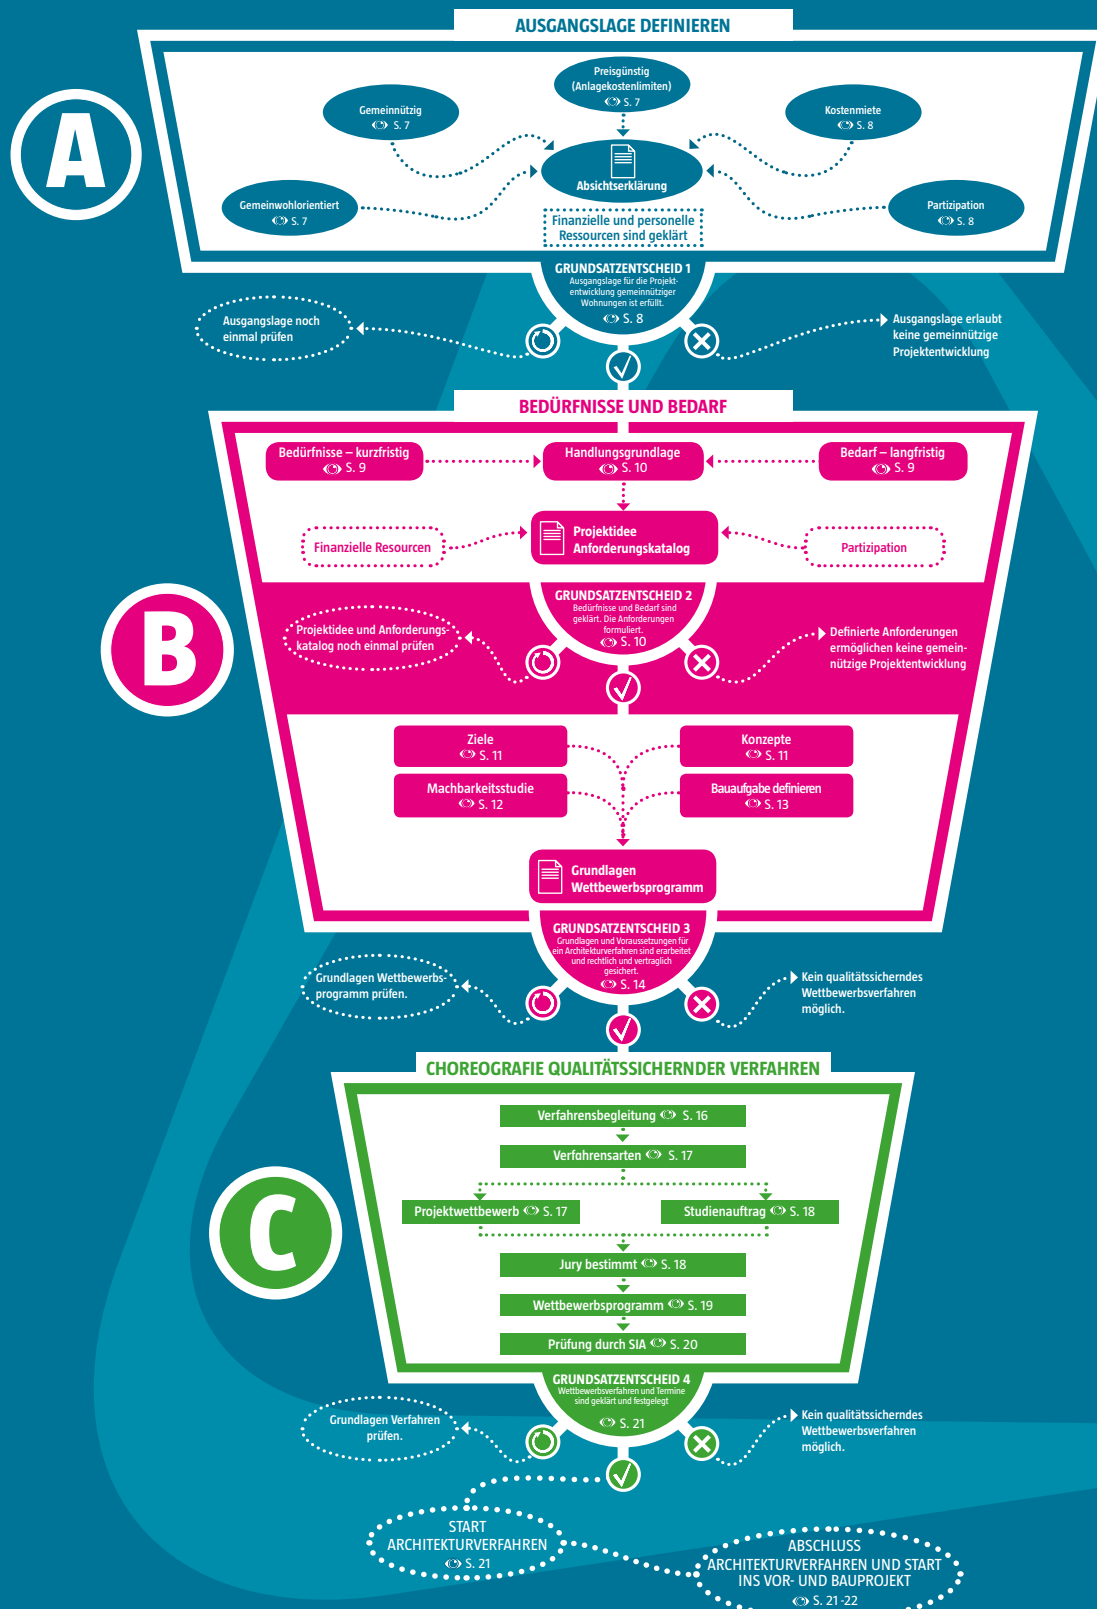 AUSGANGSLAGE DEFINIEREN
A
Preisgünstig
(Anlagekostenlimiten)
S. 7
Gemeinnützig
S. 7
Kostenmiete
S. 8
Absichtserklärung
Gemeinwohlorientiert
S. 7
Partizipation
S. 8
Finanzielle und personelle
Ressourcen sind geklärt
GRUNDSATZENTSCHEID 1
Ausgangslage für die Projekt-
entwicklung gemeinnütziger
Wohnungen ist erfüllt.
S. 8
Ausgangslage noch
einmal prüfen
Ausgangslage erlaubt
keine gemeinnützige
Projektentwicklung
BEDÜRFNISSE UND BEDARF
B
Bedürfnisse – kurzfristig
S. 9
Handlungsgrundlage
S. 10
Bedarf – langfristig
S. 9
Projektidee
Anforderungskatalog
Finanzielle Resourcen
Partizipation
GRUNDSATZENTSCHEID 2
Bedürfnisse und Bedarf sind
geklärt. Die Anforderungen
formuliert.
S. 10
Projektidee und Anforderungs-
katalog noch einmal prüfen
Definierte Anforderungen
ermöglichen keine gemein-
nützige Projektentwicklung
Ziele
S. 11
Konzepte
S. 11
Machbarkeitsstudie
S. 12
Bauaufgabe definieren
S. 13
Grundlagen
Wettbewerbsprogramm
GRUNDSATZENTSCHEID 3
Grundlagen und Voraussetzungen für
ein Architekturverfahren sind erarbeitet
und rechtlich und vertraglich
gesichert.
S. 14
Grundlagen Wettbewerbs-
programm prüfen.
Kein qualitätssicherndes
Wettbewerbsverfahren
möglich.
CHOREOGRAFIE QUALITÄTSSICHERNDER VERFAHREN
C
Verfahrensbegleitung S. 16
Verfahrensarten S. 17
Projektwettbewerb S. 17
Studienauftrag S. 18
Jury bestimmt S. 18
Wettbewerbsprogramm S. 19
Prüfung durch SIA S. 20
GRUNDSATZENTSCHEID 4
Wettbewerbsverfahren und Termine
sind geklärt und festgelegt
S. 21
Grundlagen Verfahren
prüfen.
Kein qualitätssicherndes
Wettbewerbsverfahren
möglich.
START
ARCHITEKTURVERFAHREN
S. 21
ABSCHLUSS
ARCHITEKTURVERFAHREN UND START
INS VOR- UND BAUPROJEKT
S. 21 -22